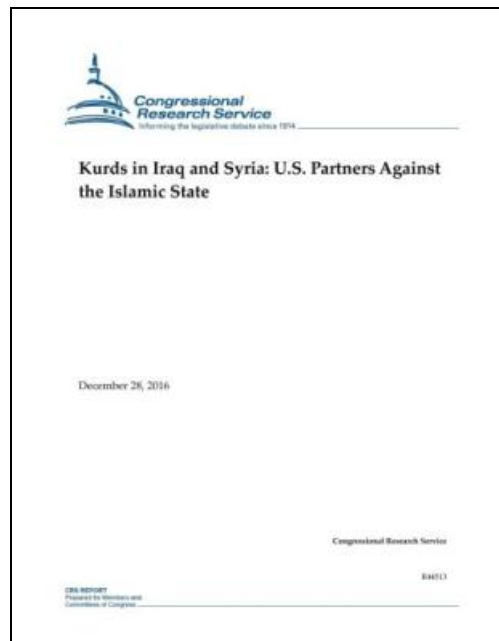 Congressional
Research Service
Informing the legislative debate since 1914
Kurds in Iraq and Syria: U.S. Partners Against
the Islamic State
December 28, 2016
Congressional Research Service
R44513
CRS REPORT
Prepared for Members and
Committees of Congress